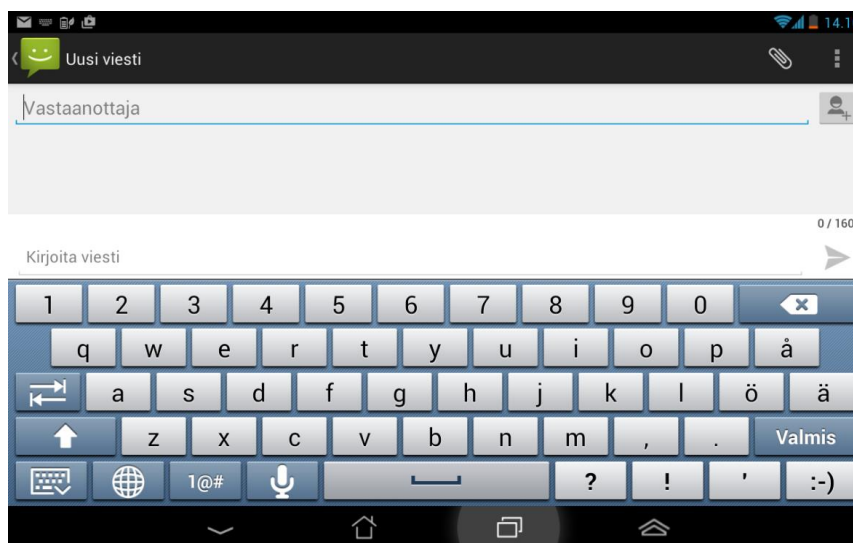 14.1
Uusi viesti
Vastaanottaja
0 / 160
Kirjoita viesti
1 2 3 4 5 6 7 8 9 0
q w e r t y u i o p å
a s d f g h j k l ö ä
z x c v b n m , . Valmis
1@# ? ! ' :-)